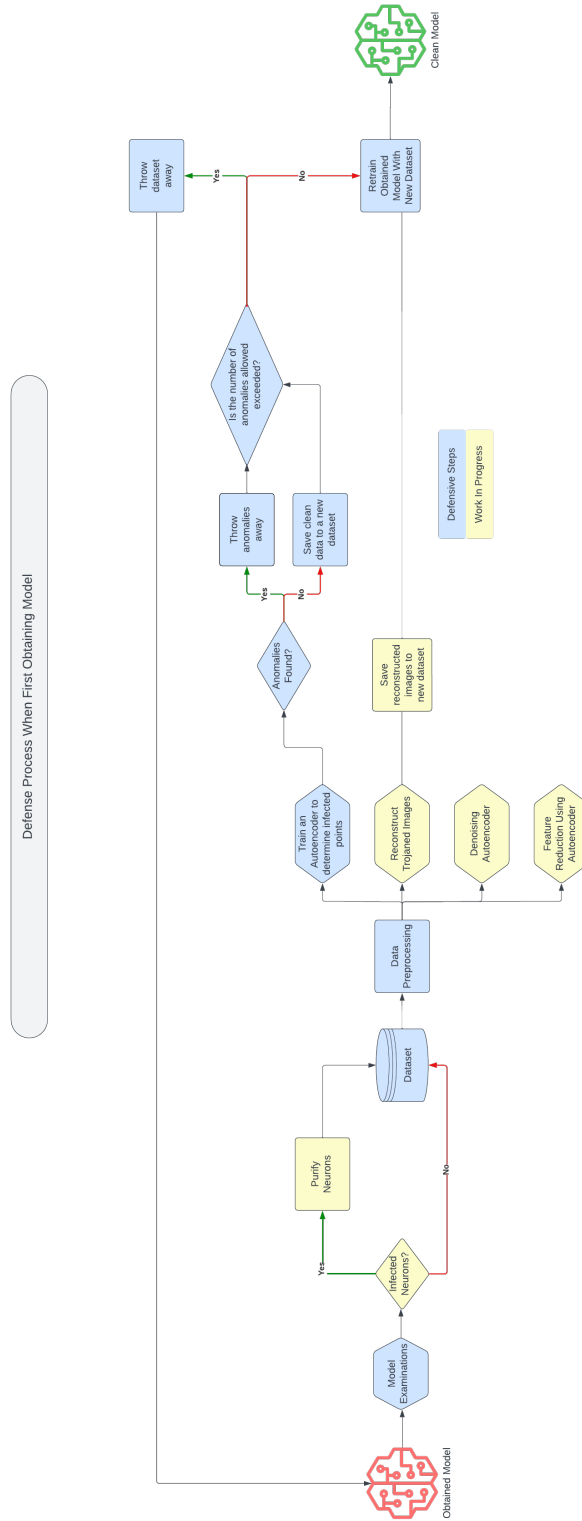 Defense Process When First Obtaining Model
Obtained Model
Model
Examinations
Infected
Neurons?
Yes
No
Purify
Neurons
Dataset
Data
Preprocessing
Train an
Autoencoder to
determine infected
points
Reconstruct
Trojaned Images
Denoising
Autoencoder
Feature
Reduction Using
Autoencoder
Anomalies
Found?
Yes
No
Throw
anomalies
away
Save clean
data to a new
dataset
Save
reconstructed
images to
new dataset
Is the number of
anomalies allowed
exceeded?
Yes
No
Throw
dataset
away
Retrain
Obtained
Model With
New Dataset
Clean Model
Defensive Steps
Work In Progress